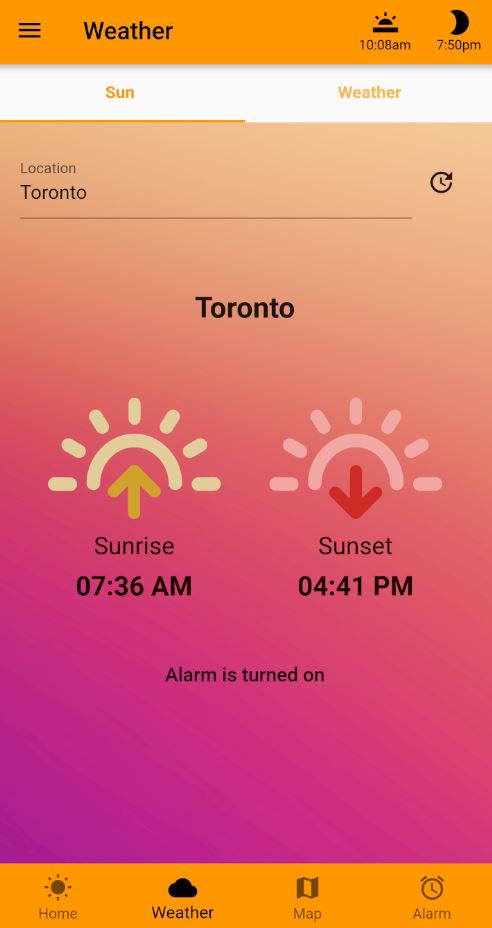 Weather
10:08am
7:50pm
Sun
Weather
Location
Toronto
Toronto
Sunrise
Sunset
07:36 AM
04:41 PM
Alarm is turned on
Home
Weather
Map
Alarm